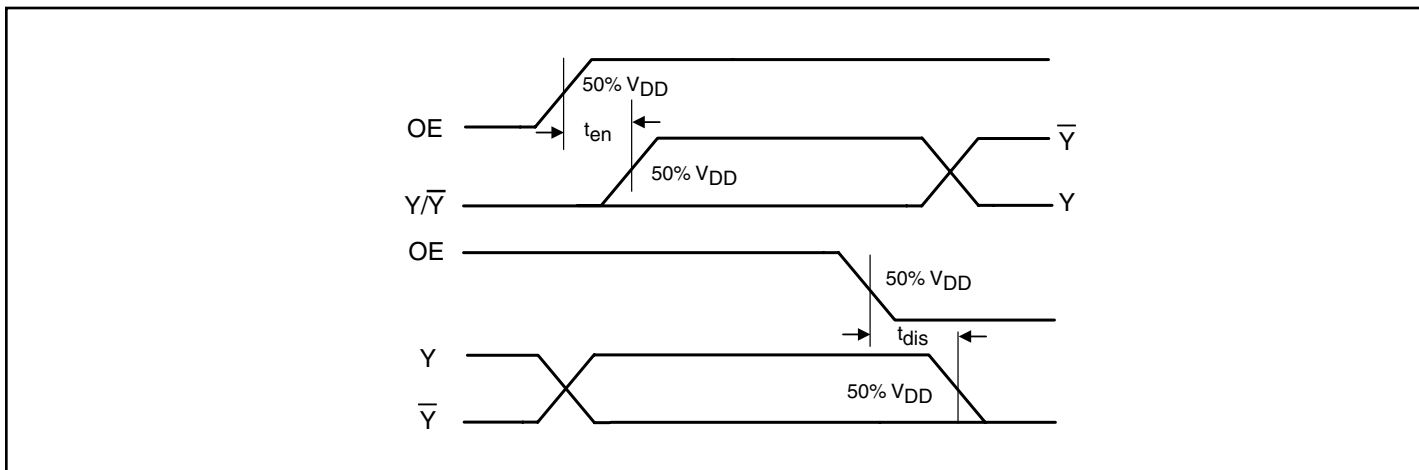 50% VDD
OE
ten
Y̅
50% VDD
Y/Y̅
Y
OE
50% VDD
tdis
Y
50% VDD
Y̅